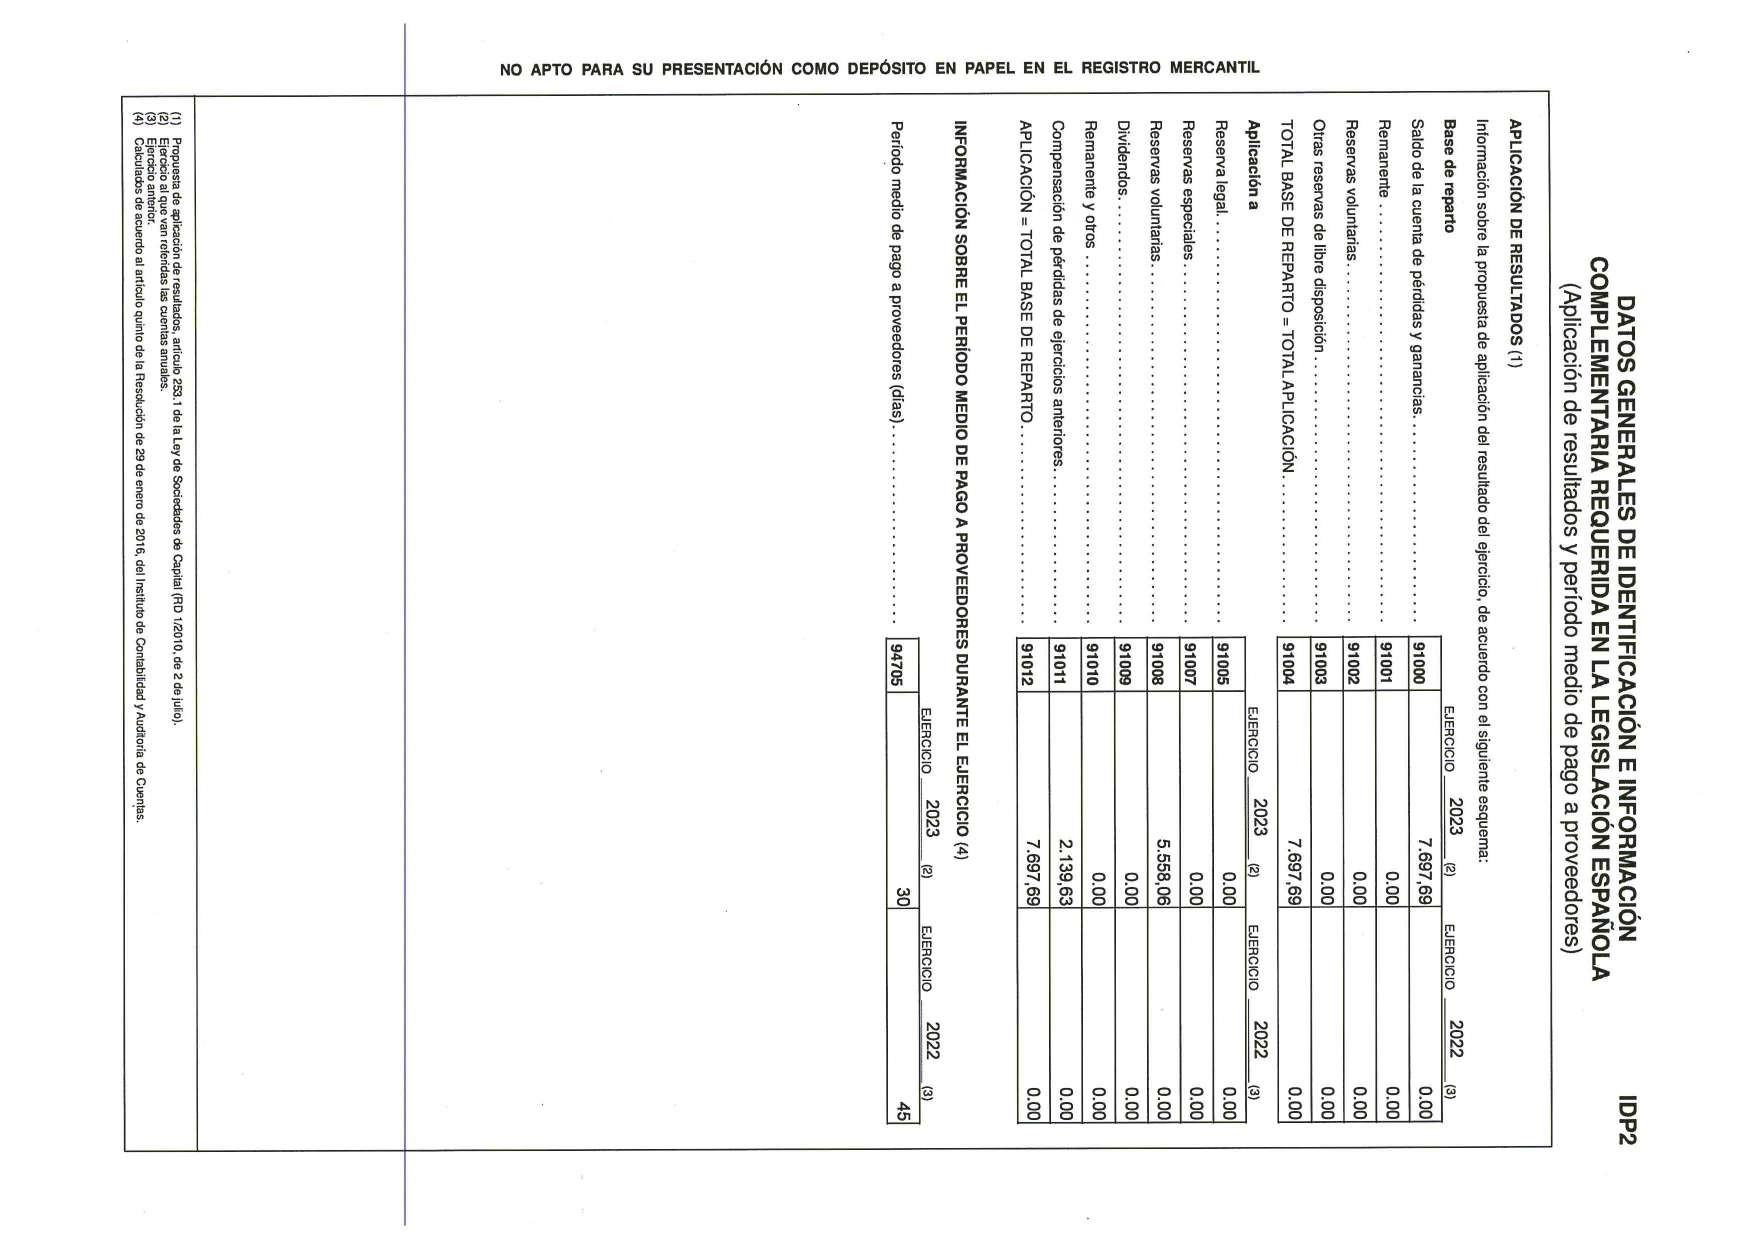 NO APTO PARA SU PRESENTACIÓN COMO DEPÓSITO EN PAPEL EN EL REGISTRO MERCANTIL
DATOS GENERALES DE IDENTIFICACIÓN E INFORMACIÓN
COMPLEMENTARIA REQUERIDA EN LA LEGISLACIÓN ESPAÑOLA
(Aplicación de resultados y período medio de pago a proveedores)
IDP2
APLICACIÓN DE RESULTADOS (1)
Información sobre la propuesta de aplicación del resultado del ejercicio, de acuerdo con el siguiente esquema:
Base de reparto EJERCICIO 2023 (2) EJERCICIO 2022 (3)
Saldo de la cuenta de pérdidas y ganancias. 91000 7.697,69 0.00
Remanente 91001 0.00 0.00
Reservas voluntarias. 91002 0.00 0.00
Otras reservas de libre disposición. 91003 0.00 0.00
TOTAL BASE DE REPARTO = TOTAL APLICACIÓN. 91004 7.697,69 0.00
Aplicación a EJERCICIO 2023 (2) EJERCICIO 2022 (3)
Reserva legal. 91005 0.00 0.00
Reservas especiales. 91007 0.00 0.00
Reservas voluntarias. 91008 5.558,06 0.00
Dividendos. 91009 0.00 0.00
Remanente y otros 91010 0.00 0.00
Compensación de pérdidas de ejercicios anteriores. 91011 2.139,63 0.00
APLICACIÓN = TOTAL BASE DE REPARTO. 91012 7.697,69 0.00
INFORMACIÓN SOBRE EL PERÍODO MEDIO DE PAGO A PROVEEDORES DURANTE EL EJERCICIO (4)
EJERCICIO 2023 (2) EJERCICIO 2022 (3)
Período medio de pago a proveedores (días). 94705 30 45
(1) Propuesta de aplicación de resultados, artículo 253.1 de la Ley de Sociedades de Capital (RD 1/2010, de 2 de julio).
(2) Ejercicio al que van referidas las cuentas anuales.
(3) Ejercicio anterior.
(4) Calculados de acuerdo al artículo quinto de la Resolución de 29 de enero de 2016, del Instituto de Contabilidad y Auditoría de Cuentas.